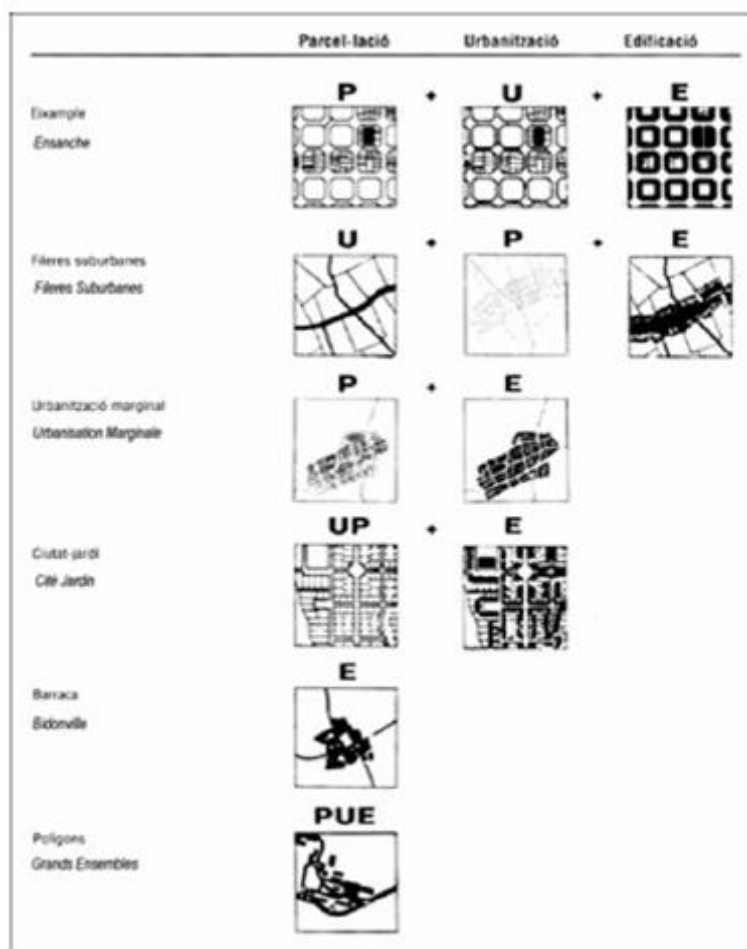 Parcel·lació Urbanització Edificació
P + U + E
Eixample
Ensanche
U + P + E
Fileres suburbanes
Fileres Suburbanes
P + E
Urbanització marginal
Urbanisation Marginale
UP + E
Ciutat-jardí
Cité Jardin
E
Barraca
Bidonville
PUE
Polígons
Grands Ensembles